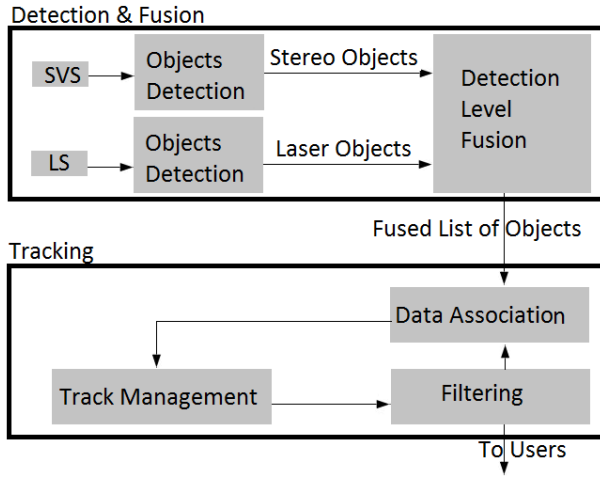 Detection & Fusion
SVS
Objects
Detection
Stereo Objects
Detection
Level
Fusion
LS
Objects
Detection
Laser Objects
Fused List of Objects
Tracking
Data Association
Track Management
Filtering
To Users